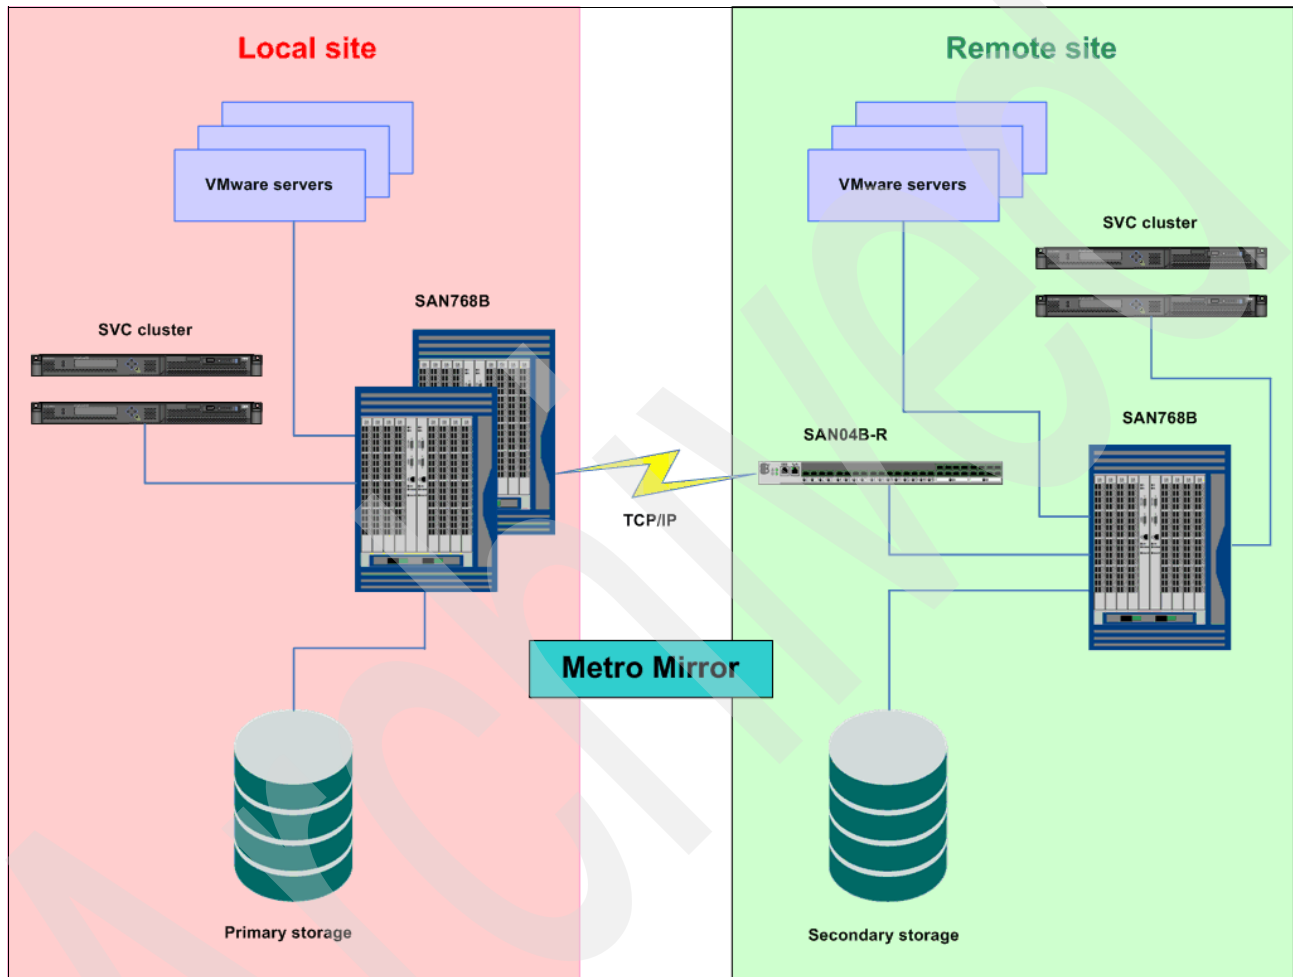 Local site
VMware servers
SAN768B
SVC cluster
TCP/IP
Metro Mirror
Primary storage
Remote site
VMware servers
SVC cluster
SAN04B-R
SAN768B
Secondary storage
Archived